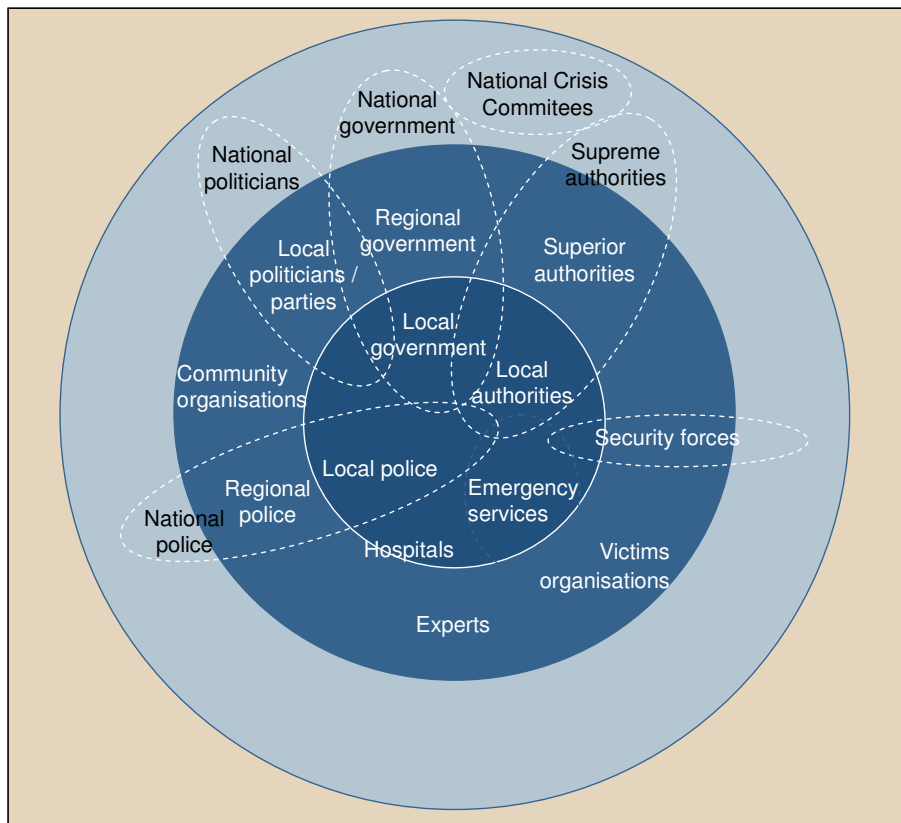 National Crisis
Commitees
National
government
National
politicians
Supreme
authorities
Regional
government
Local
politicians /
parties
Superior
authorities
Local
government
Community
organisations
Local
authorities
Security forces
Local police
Regional
police
Emergency
services
National
police
Hospitals
Victims
organisations
Experts